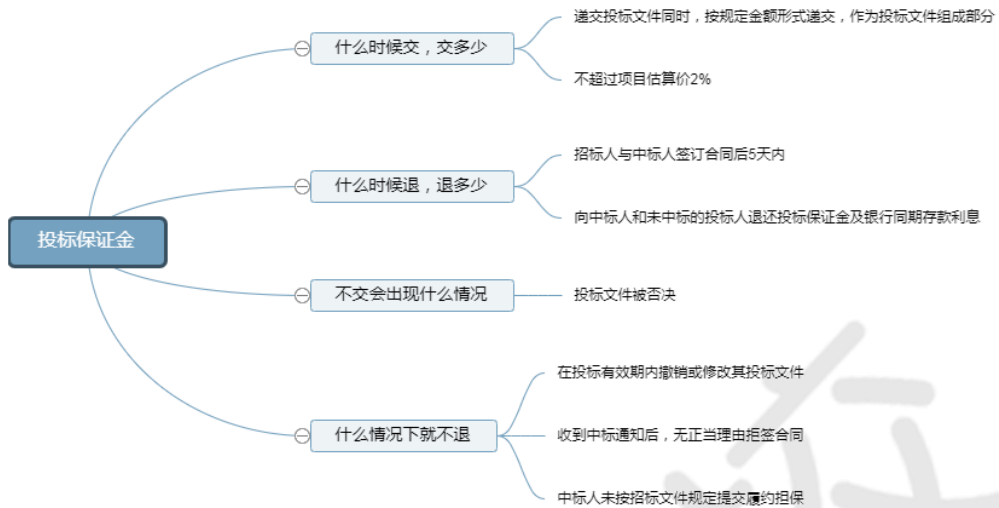 投标保证金
什么时候交，交多少
递交投标文件同时，按规定金额形式递交，作为投标文件组成部分
不超过项目估算价2%
什么时候退，退多少
招标人与中标人签订合同后5天内
向中标人和未中标的投标人退还投标保证金及银行同期存款利息
不交会出现什么情况
投标文件被否决
什么情况下就不退
在投标有效期内撤销或修改其投标文件
收到中标通知后，无正当理由拒签合同
中标人未按招标文件规定提交履约担保